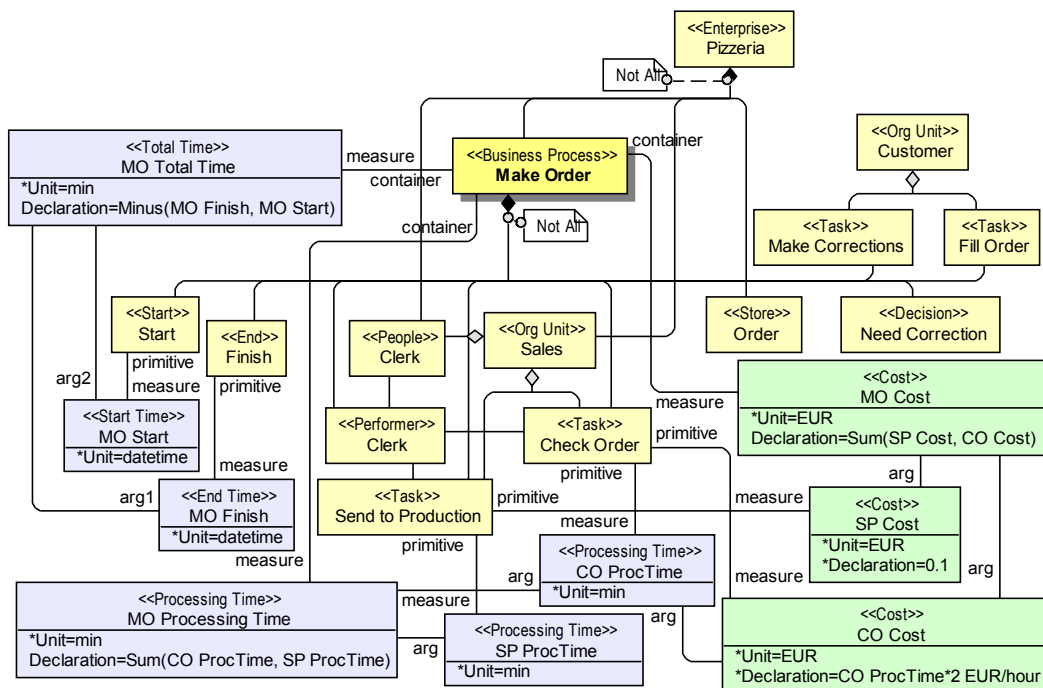 <<Enterprise>>
Pizzeria
Not All
<<Total Time>>
MO Total Time
*Unit=min
Declaration=Minus(MO Finish, MO Start)
measure
container
<<Business Process>>
Make Order
container
container
Not All
<<Org Unit>>
Customer
<<Task>>
Make Corrections
<<Task>>
Fill Order
<<Start>>
Start
primitive
measure
<<End>>
Finish
primitive
<<People>>
Clerk
<<Org Unit>>
Sales
<<Store>>
Order
<<Decision>>
Need Correction
arg2
<<Start Time>>
MO Start
*Unit=datetime
measure
<<Performer>>
Clerk
<<Task>>
Check Order
primitive
primitive
measure
<<Cost>>
MO Cost
*Unit=EUR
Declaration=Sum(SP Cost, CO Cost)
arg
arg1
<<End Time>>
MO Finish
*Unit=datetime
measure
<<Task>>
Send to Production
primitive
primitive
measure
measure
<<Cost>>
SP Cost
*Unit=EUR
*Declaration=0.1
arg
<<Processing Time>>
MO Processing Time
*Unit=min
Declaration=Sum(CO ProcTime, SP ProcTime)
measure
arg
arg
<<Processing Time>>
CO ProcTime
*Unit=min
arg
measure
<<Processing Time>>
SP ProcTime
*Unit=min
<<Cost>>
CO Cost
*Unit=EUR
*Declaration=CO ProcTime*2 EUR/hour